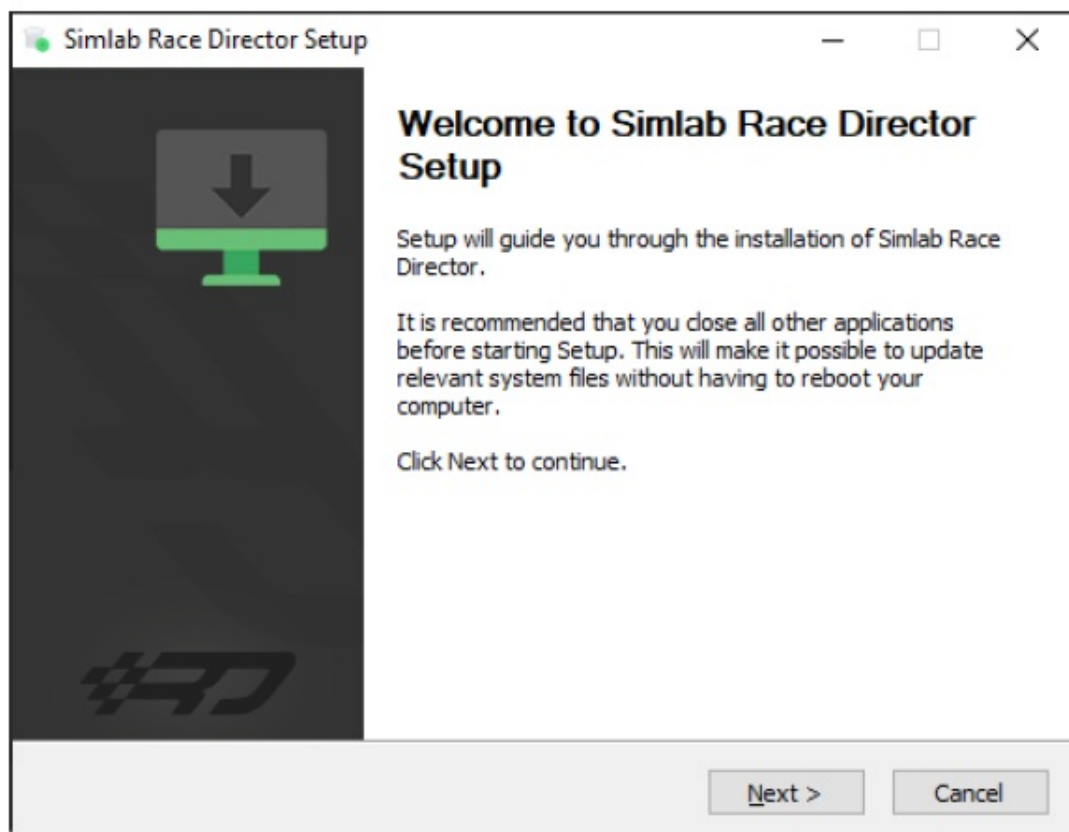 Simlab Race Director Setup
Welcome to Simlab Race Director
Setup
Setup will guide you through the installation of Simlab Race
Director.
It is recommended that you close all other applications
before starting Setup. This will make it possible to update
relevant system files without having to reboot your
computer.
Click Next to continue.
RD
Next >
Cancel